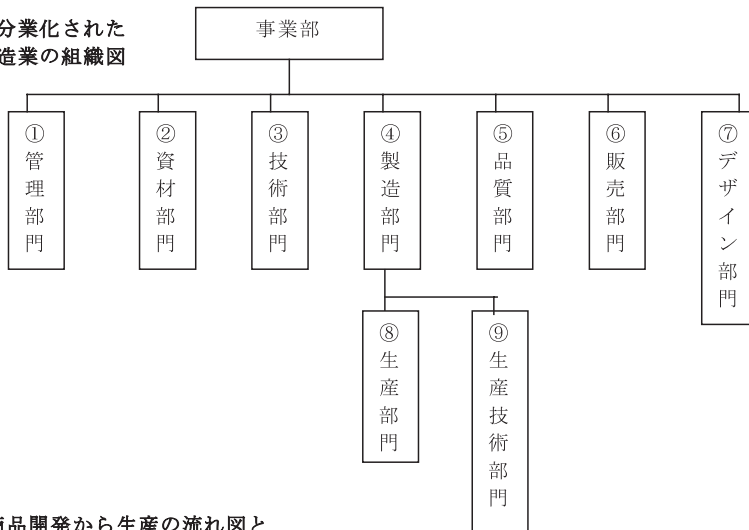 分業化された
造業の組織図
事業部
①管理部門
②資材部門
③技術部門
④製造部門
⑤品質部門
⑥販売部門
⑦デザイン部門
⑧生産部門
⑨生産技術部門
品開発から生産の流れ図と